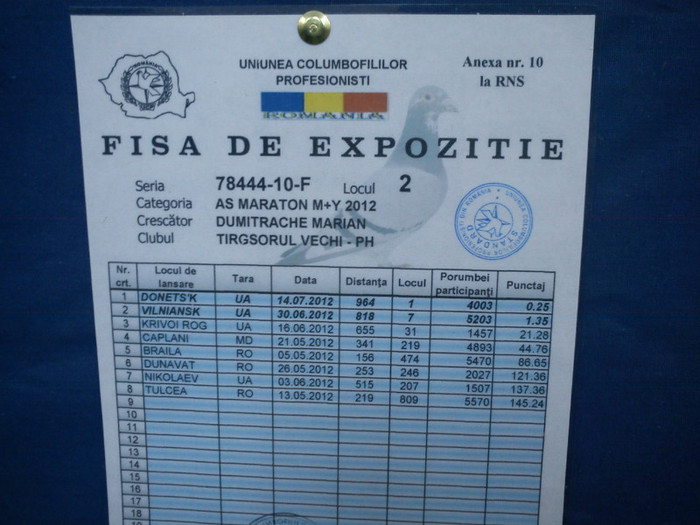 UNIUNEA COLUMBOFILILOR
PROFESIONISTI
Anexa nr. 10
la RNS
ROMANIA
FISA DE EXPOZITIE
Seria 78444-10-F Locul 2
Categoria AS MARATON M+Y 2012
Crescător DUMITRACHE MARIAN
Clubul TIRGSORUL VECHI - PH
STANDARD
Nr. crt. Locul de lansare Tara Data Distanța Locul Porumbei participanți Punctaj
1 DONETS'K UA 14.07.2012 964 1 4003 0.25
2 VILNIANSK UA 30.06.2012 818 7 5203 1.35
3 KRIVOI ROG UA 16.06.2012 655 31 1457 21.28
4 CAPLANI MD 21.05.2012 341 219 4893 44.76
5 BRAILA RO 05.05.2012 156 474 5470 86.65
6 DUNAVAT RO 26.05.2012 253 246 2027 121.36
7 NIKOLAEV UA 03.06.2012 515 207 1507 137.36
8 TULCEA RO 13.05.2012 219 809 5570 145.24
9
10
11
12
13
14
15
16
17
18